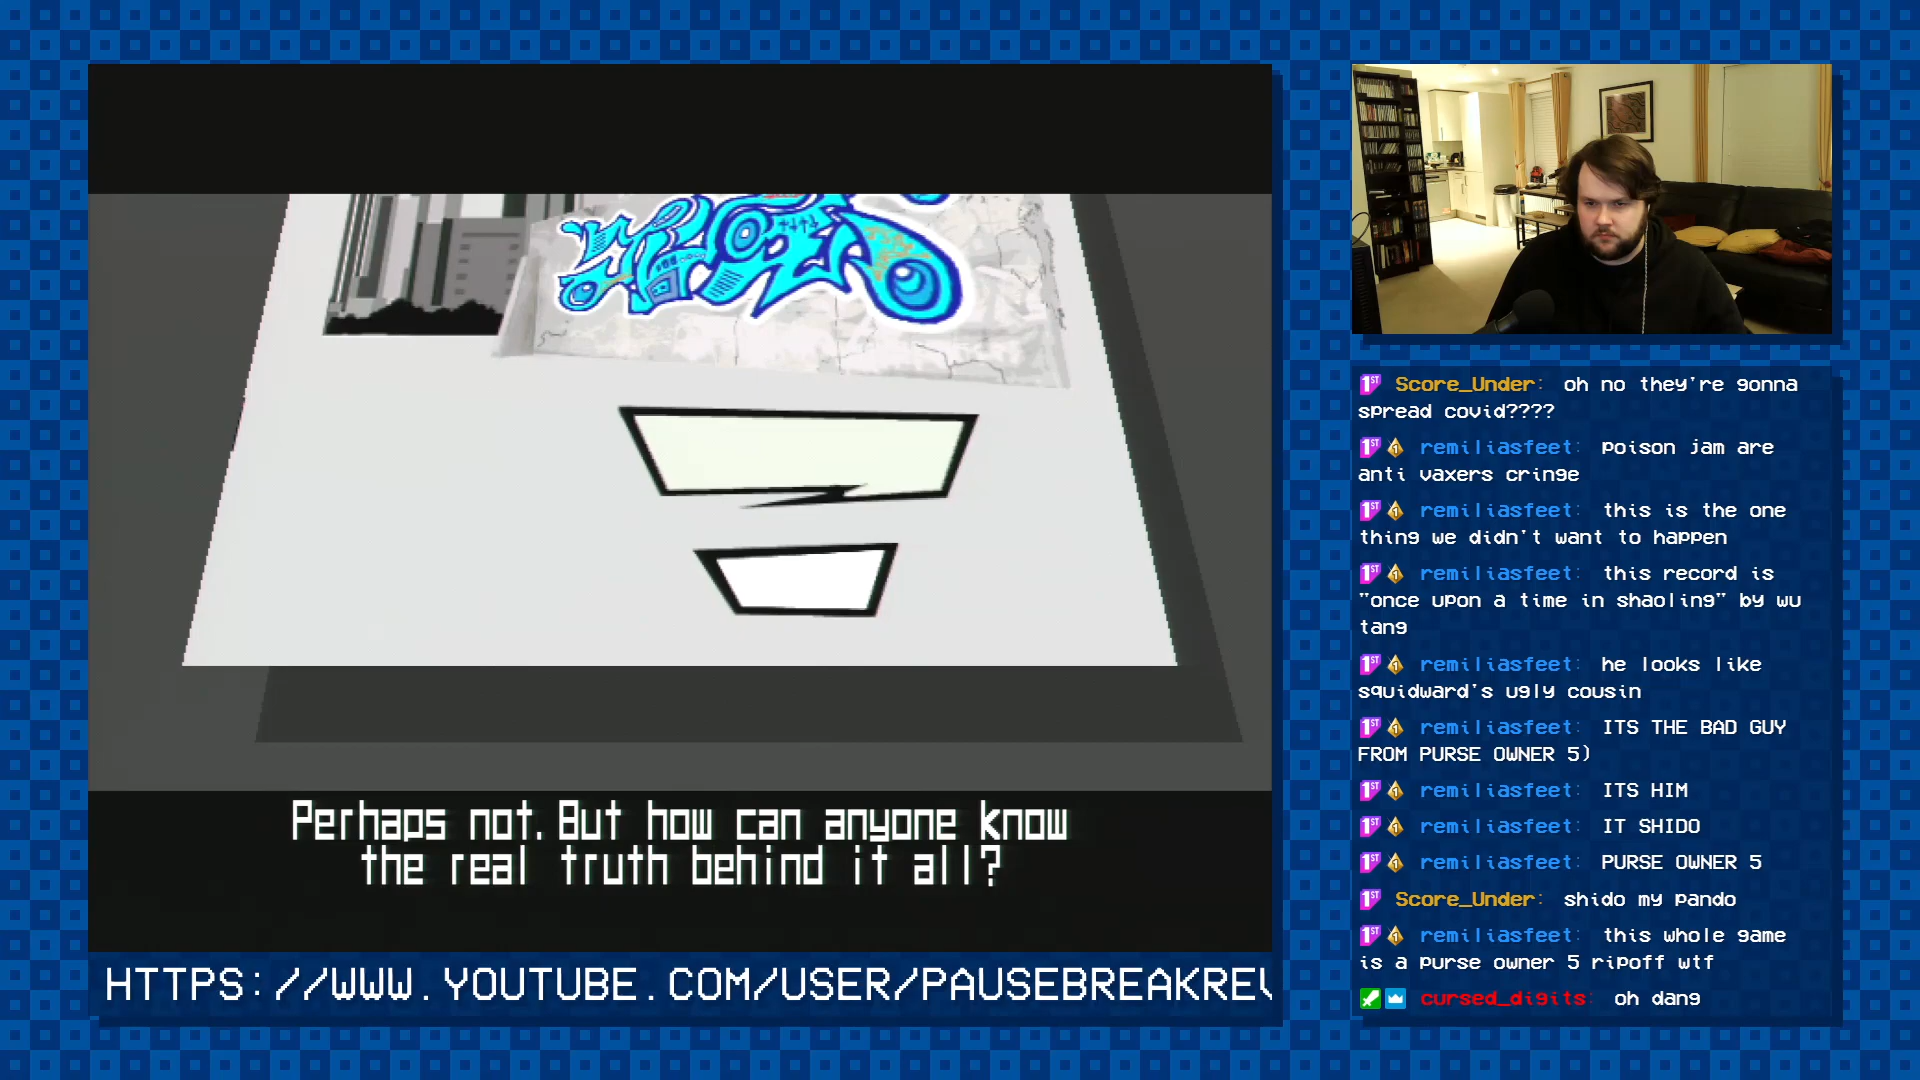 Perhaps not. But how can anyone know
the real truth behind it all?
HTTPS://WWW.YOUTUBE.COM/USER/PAUSEBREAKREV
Score_Under: oh no they're gonna
spread covid????
remiliasfeet: poison jam are
anti vaxers cringe
remiliasfeet: this is the one
thing we didn't want to happen
remiliasfeet: this record is
"once upon a time in shaoling" by wu
tang
remiliasfeet: he looks like
squidward's ugly cousin
remiliasfeet: ITS THE BAD GUY
FROM PURSE OWNER 5)
remiliasfeet: ITS HIM
remiliasfeet: IT SHIDO
remiliasfeet: PURSE OWNER 5
Score_Under: shido my pando
remiliasfeet: this whole game
is a purse owner 5 ripoff wtf
cursed_digits: oh dang